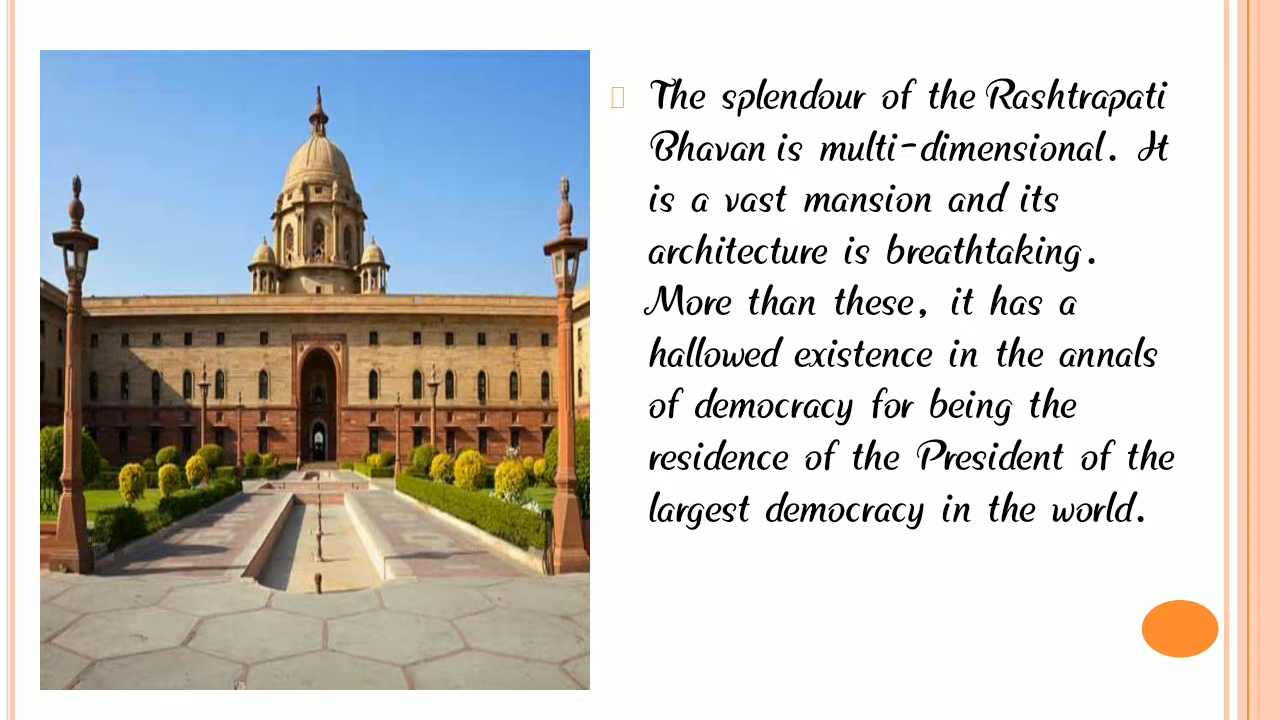 The splendour of the Rashtrapati
Bhavan is multi-dimensional. It
is a vast mansion and its
architecture is breathtaking.
More than these, it has a
hallowed existence in the annals
of democracy for being the
residence of the President of the
largest democracy in the world.